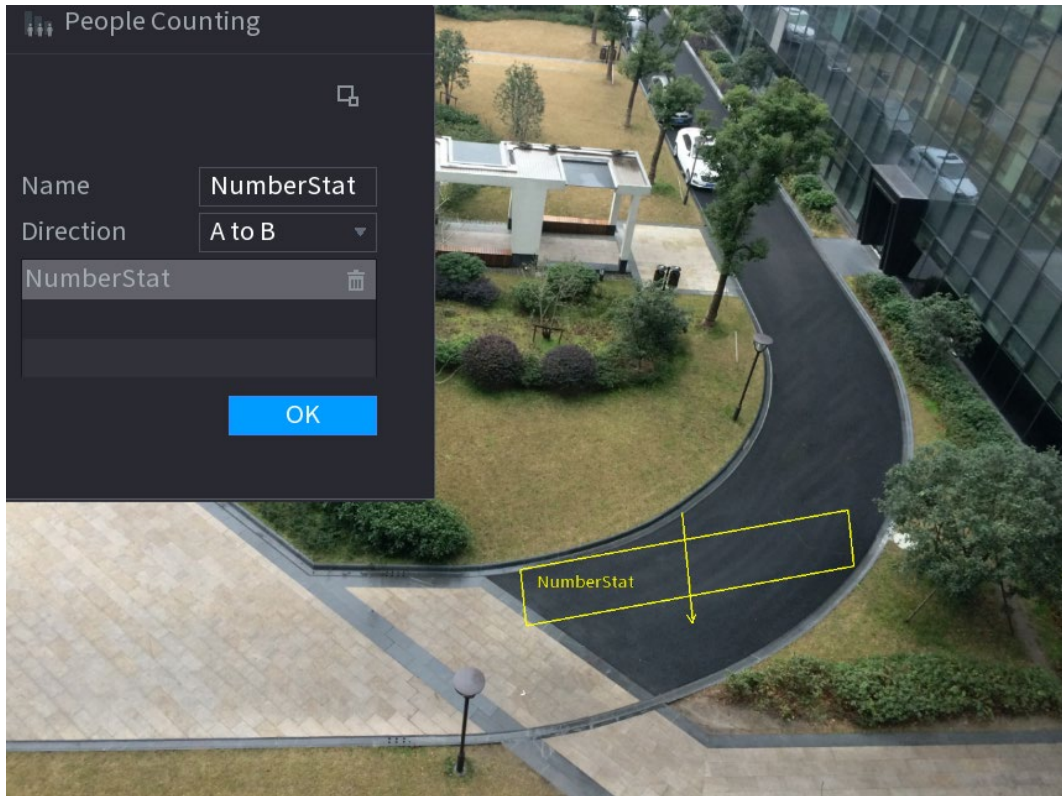 People Counting
Name NumberStat
Direction A to B
NumberStat
OK
NumberStat